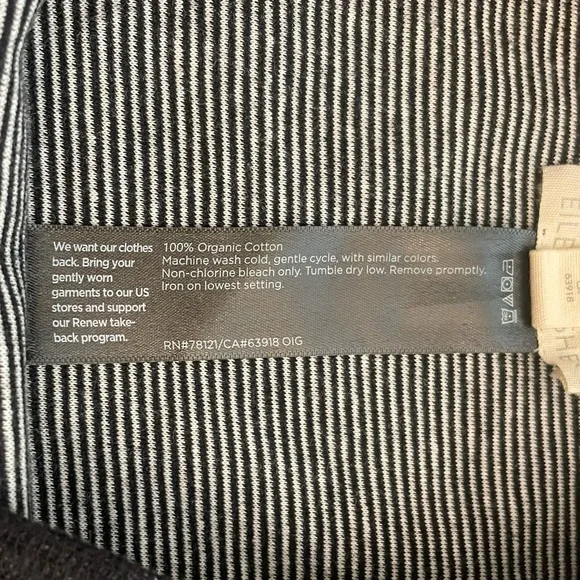 We want our clothes
back. Bring your
gently worn
garments to our US
stores and support
our Renew take-
back program.
100% Organic Cotton
Machine wash cold, gentle cycle, with similar colors.
Non-chlorine bleach only. Tumble dry low. Remove promptly.
Iron on lowest setting.
RN#78121/CA#63918 OIG
63918